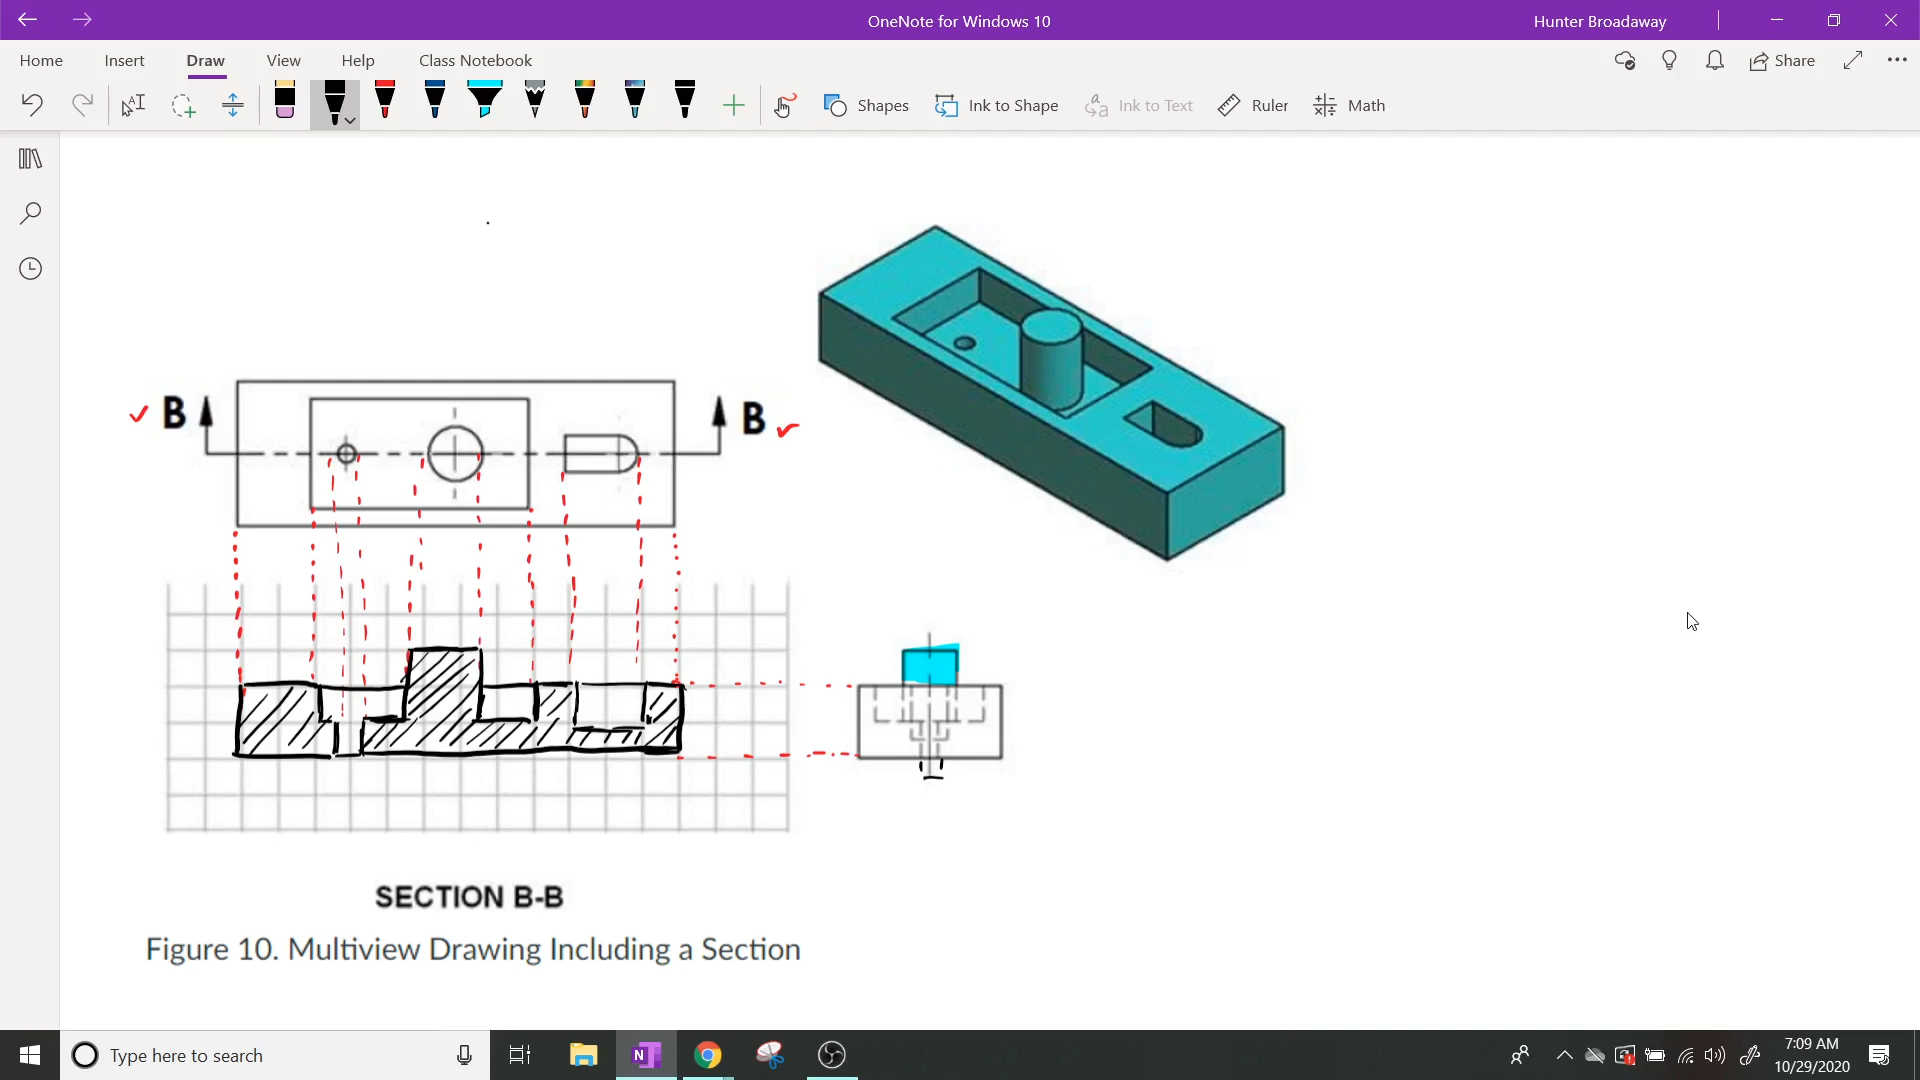 OneNote for Windows 10
Hunter Broadaway
Home Insert Draw View Help Class Notebook
Share
Shapes Ink to Shape Ink to Text Ruler Math
B B
SECTION B-B
Figure 10. Multiview Drawing Including a Section
Type here to search
7:09 AM
10/29/2020